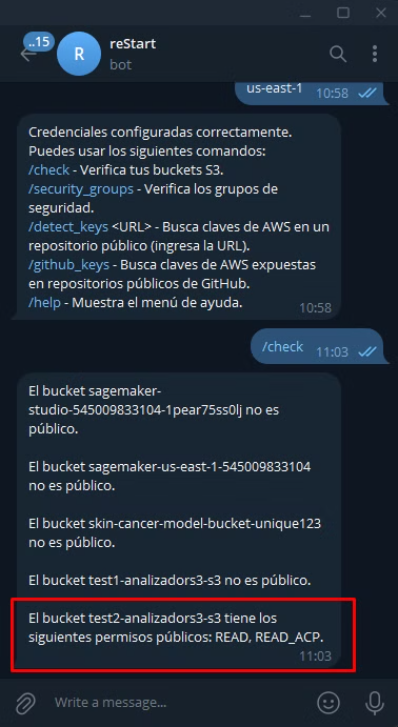 ..15
R
reStart
bot
us-east-1 10:58
Credenciales configuradas correctamente.
Puedes usar los siguientes comandos:
/check - Verifica tus buckets S3.
/security_groups - Verifica los grupos de
seguridad.
/detect_keys <URL> - Busca claves de AWS en un
repositorio público (ingresa la URL).
/github_keys - Busca claves de AWS expuestas
en repositorios públicos de GitHub.
/help - Muestra el menú de ayuda.
10:58
/check 11:03
El bucket sagemaker-
studio-545009833104-1pear75ss0lj no es
público.
El bucket sagemaker-us-east-1-545009833104
no es público.
El bucket skin-cancer-model-bucket-unique123
no es público.
El bucket test1-analizadors3-s3 no es público.
El bucket test2-analizadors3-s3 tiene los
siguientes permisos públicos: READ, READ_ACP.
11:03
Write a message...